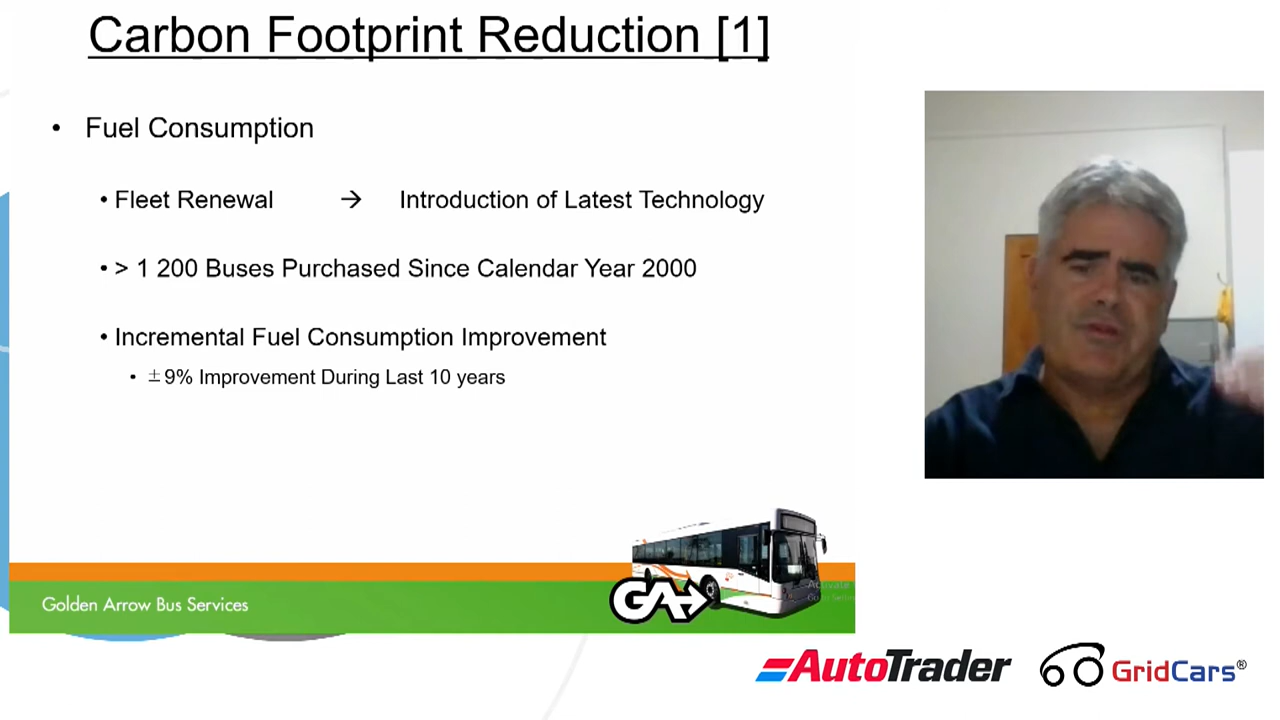 Carbon Footprint Reduction [1]
• Fuel Consumption
• Fleet Renewal → Introduction of Latest Technology
• > 1 200 Buses Purchased Since Calendar Year 2000
• Incremental Fuel Consumption Improvement
• ±9% Improvement During Last 10 years
Golden Arrow Bus Services
GA
Activate
AutoTrader
GridCars®